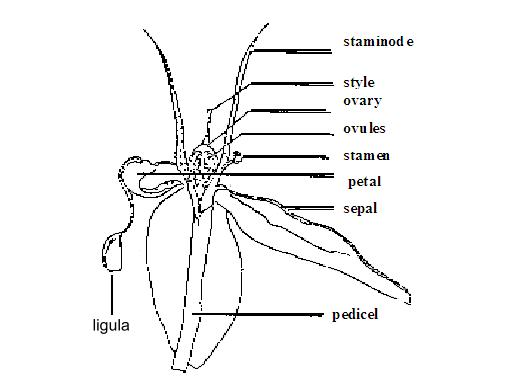 staminode
style
ovary
ovules
stamen
petal
sepal
pedicel
ligula